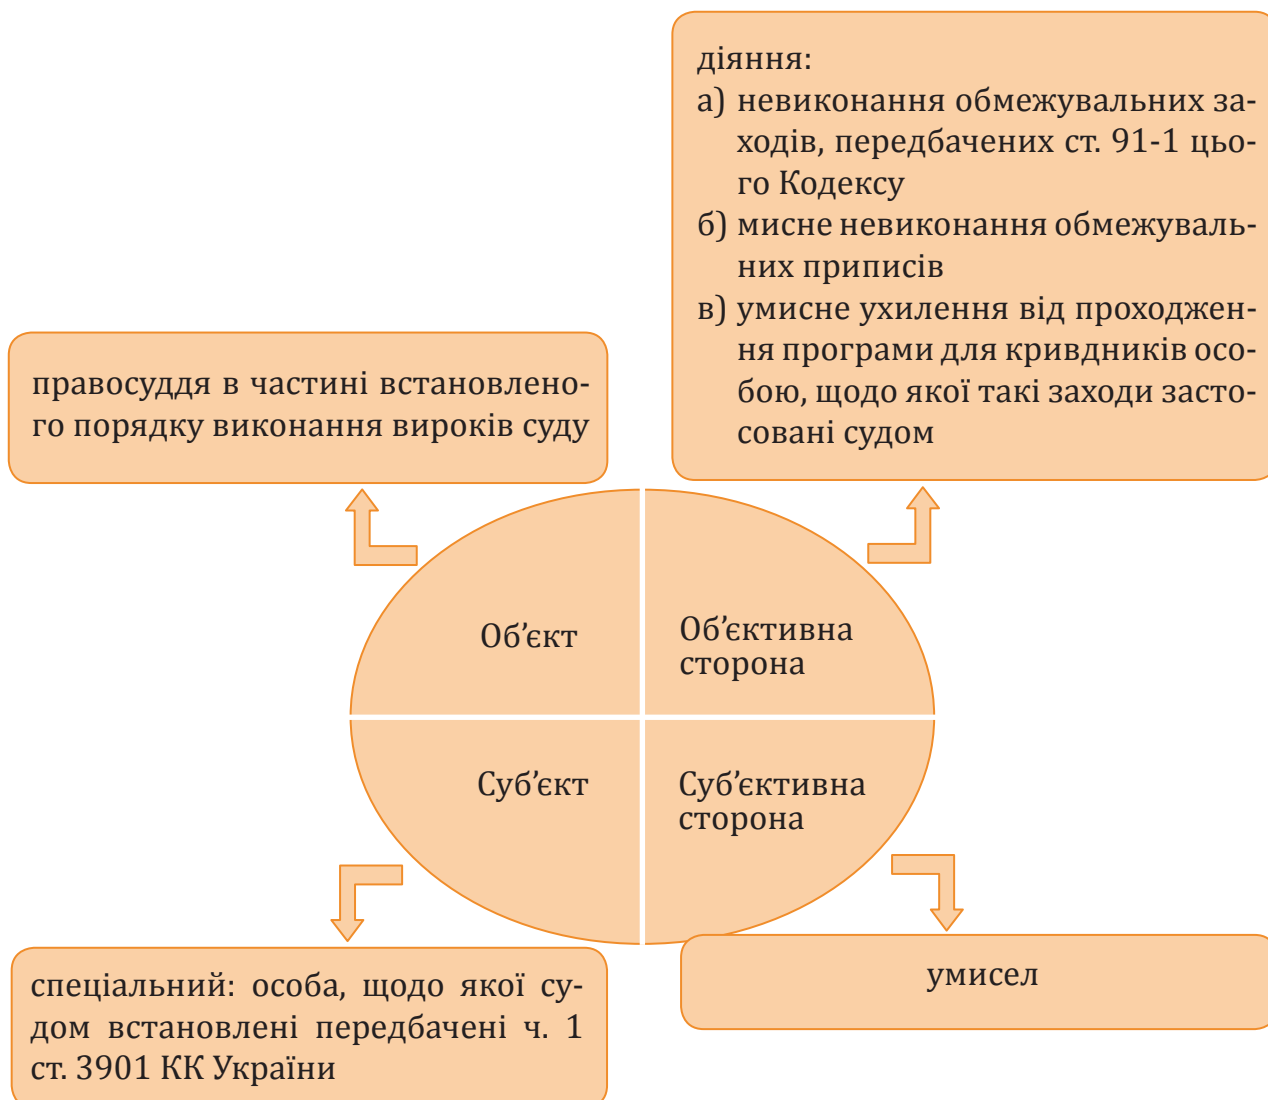 діяння:
а) невиконання обмежувальних за-
ходів, передбачених ст. 91-1 цьо-
го Кодексу
б) мисне невиконання обмежуваль-
них приписів
в) умисне ухилення від проходжен-
ня програми для кривдників осо-
бою, щодо якої такі заходи засто-
совані судом
правосуддя в частині встановлено-
го порядку виконання вироків суду
Об’єкт
Об’єктивна
сторона
Суб’єкт
Суб’єктивна
сторона
спеціальний: особа, щодо якої су-
дом встановлені передбачені ч. 1
ст. 3901 КК України
умисел